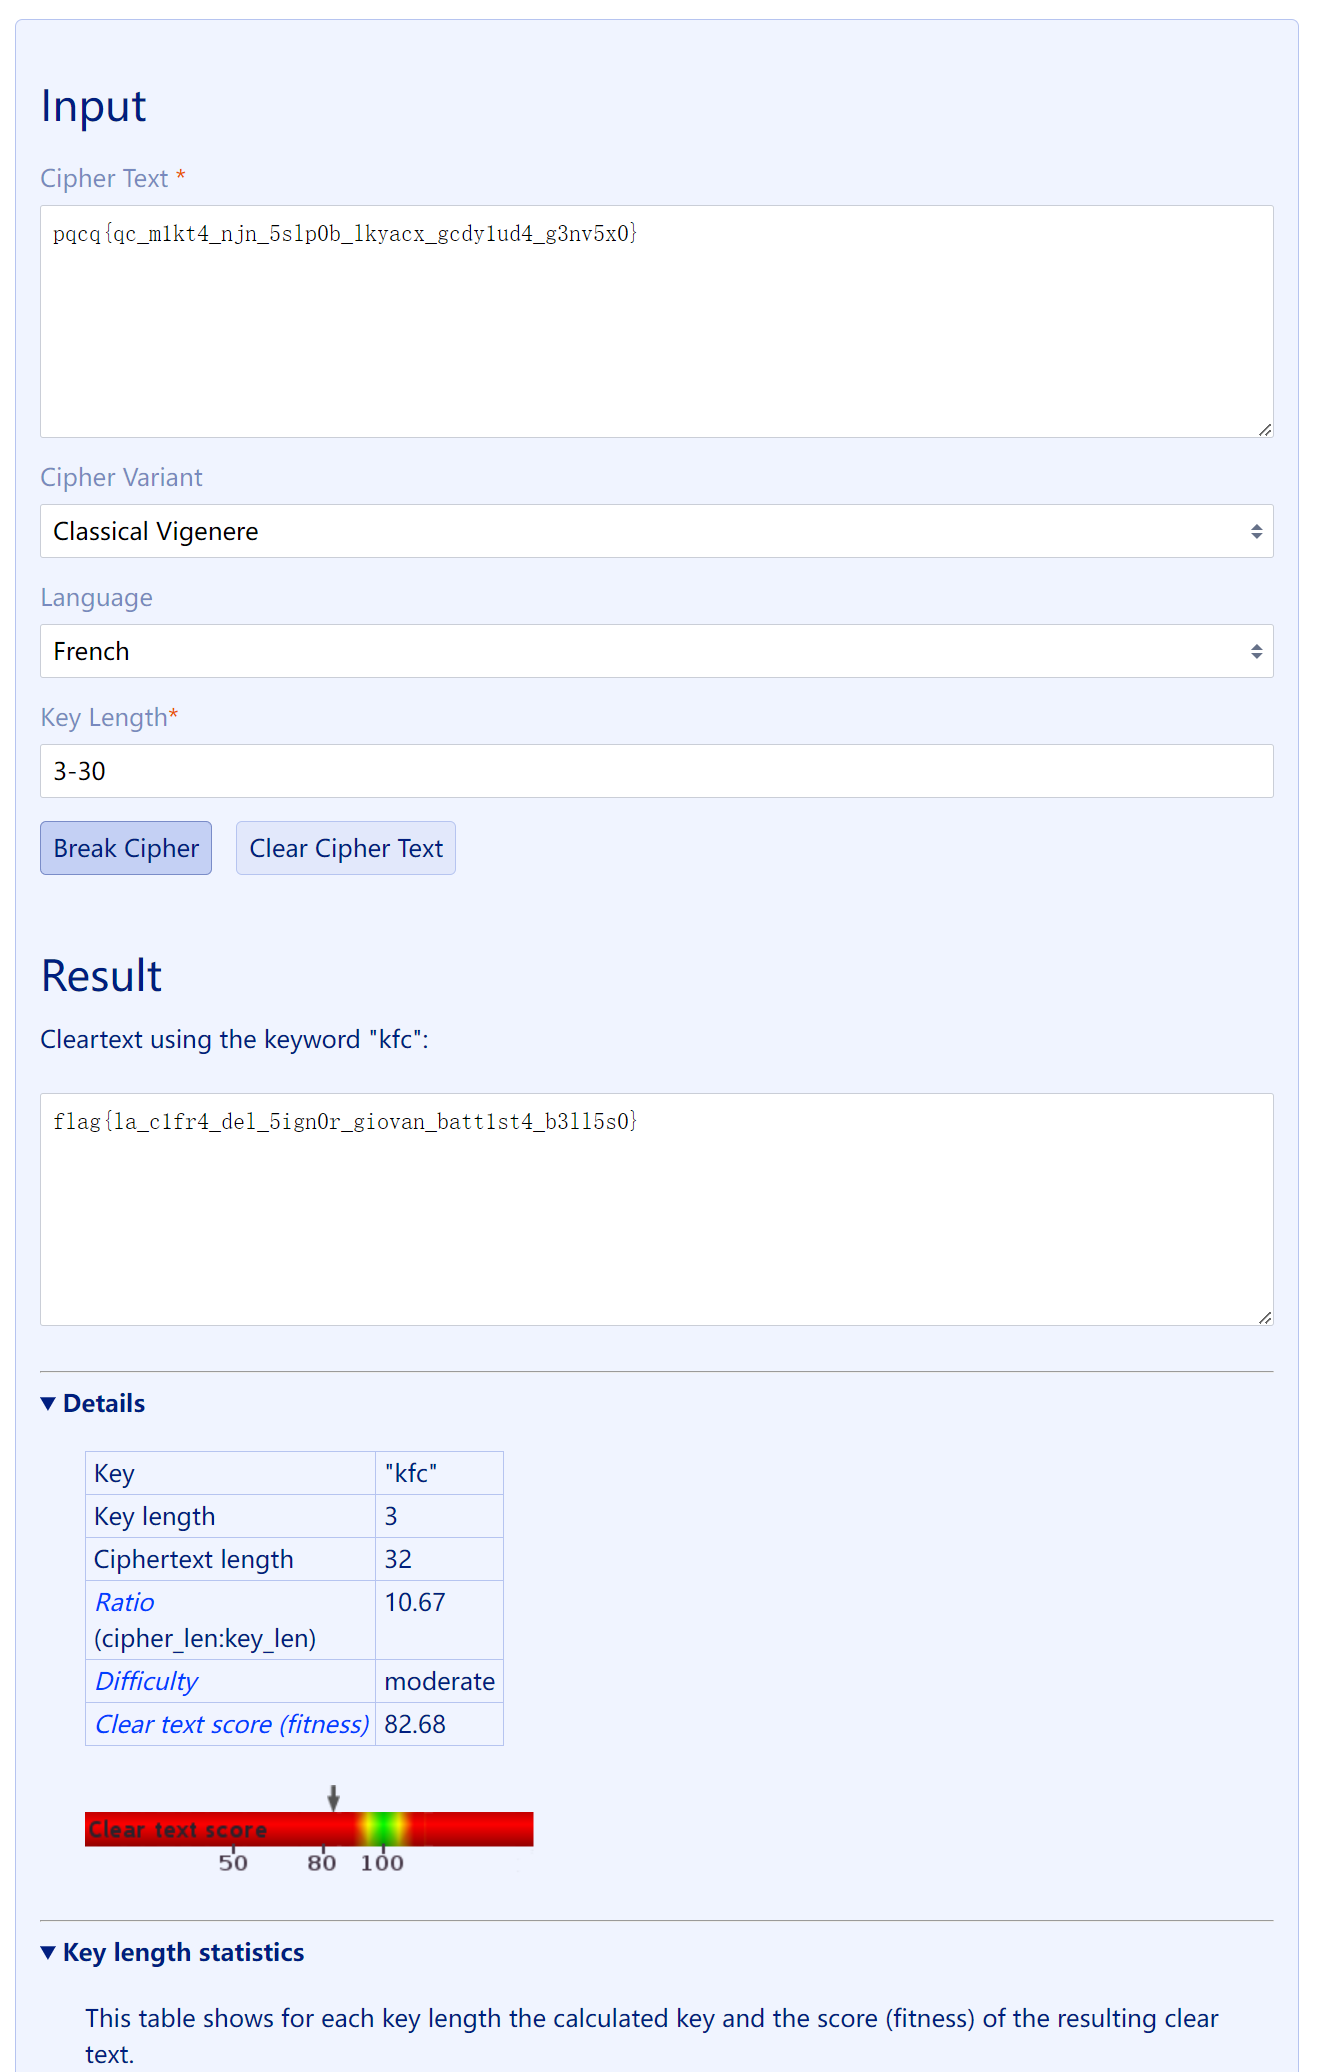 Input
Cipher Text *
pqcq{qc_m1kt4_njn_5slp0b_lkyacx_gcdy1ud4_g3nv5x0}
Cipher Variant
Classical Vigenere
Language
French
Key Length*
3-30
Break Cipher Clear Cipher Text
Result
Cleartext using the keyword "kfc":
flag{la_c1fr4_del_5ign0r_giovan_batt1st4_b3ll5s0}
Details
Key "kfc"
Key length 3
Ciphertext length 32
Ratio 10.67
(cipher_len:key_len)
Difficulty moderate
Clear text score (fitness) 82.68
Clear text score
50 80 100
Key length statistics
This table shows for each key length the calculated key and the score (fitness) of the resulting clear
text.